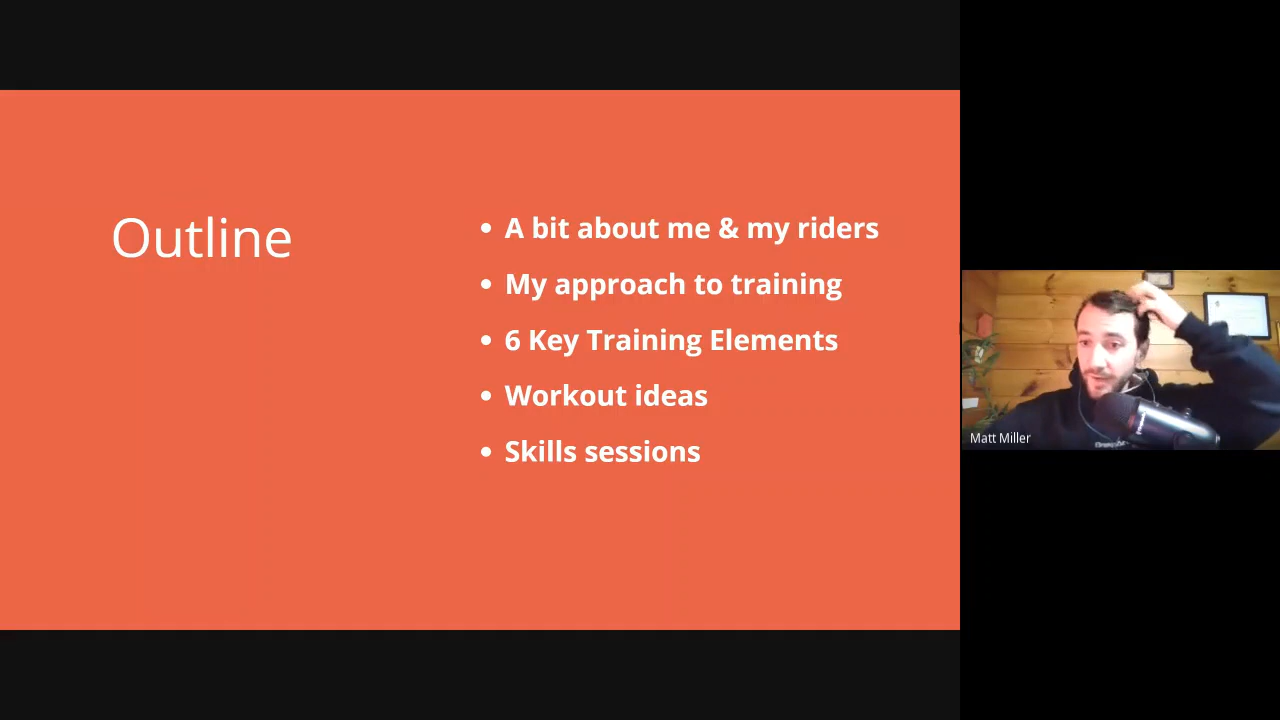 Outline
A bit about me & my riders
My approach to training
6 Key Training Elements
Workout ideas
Skills sessions
Matt Miller